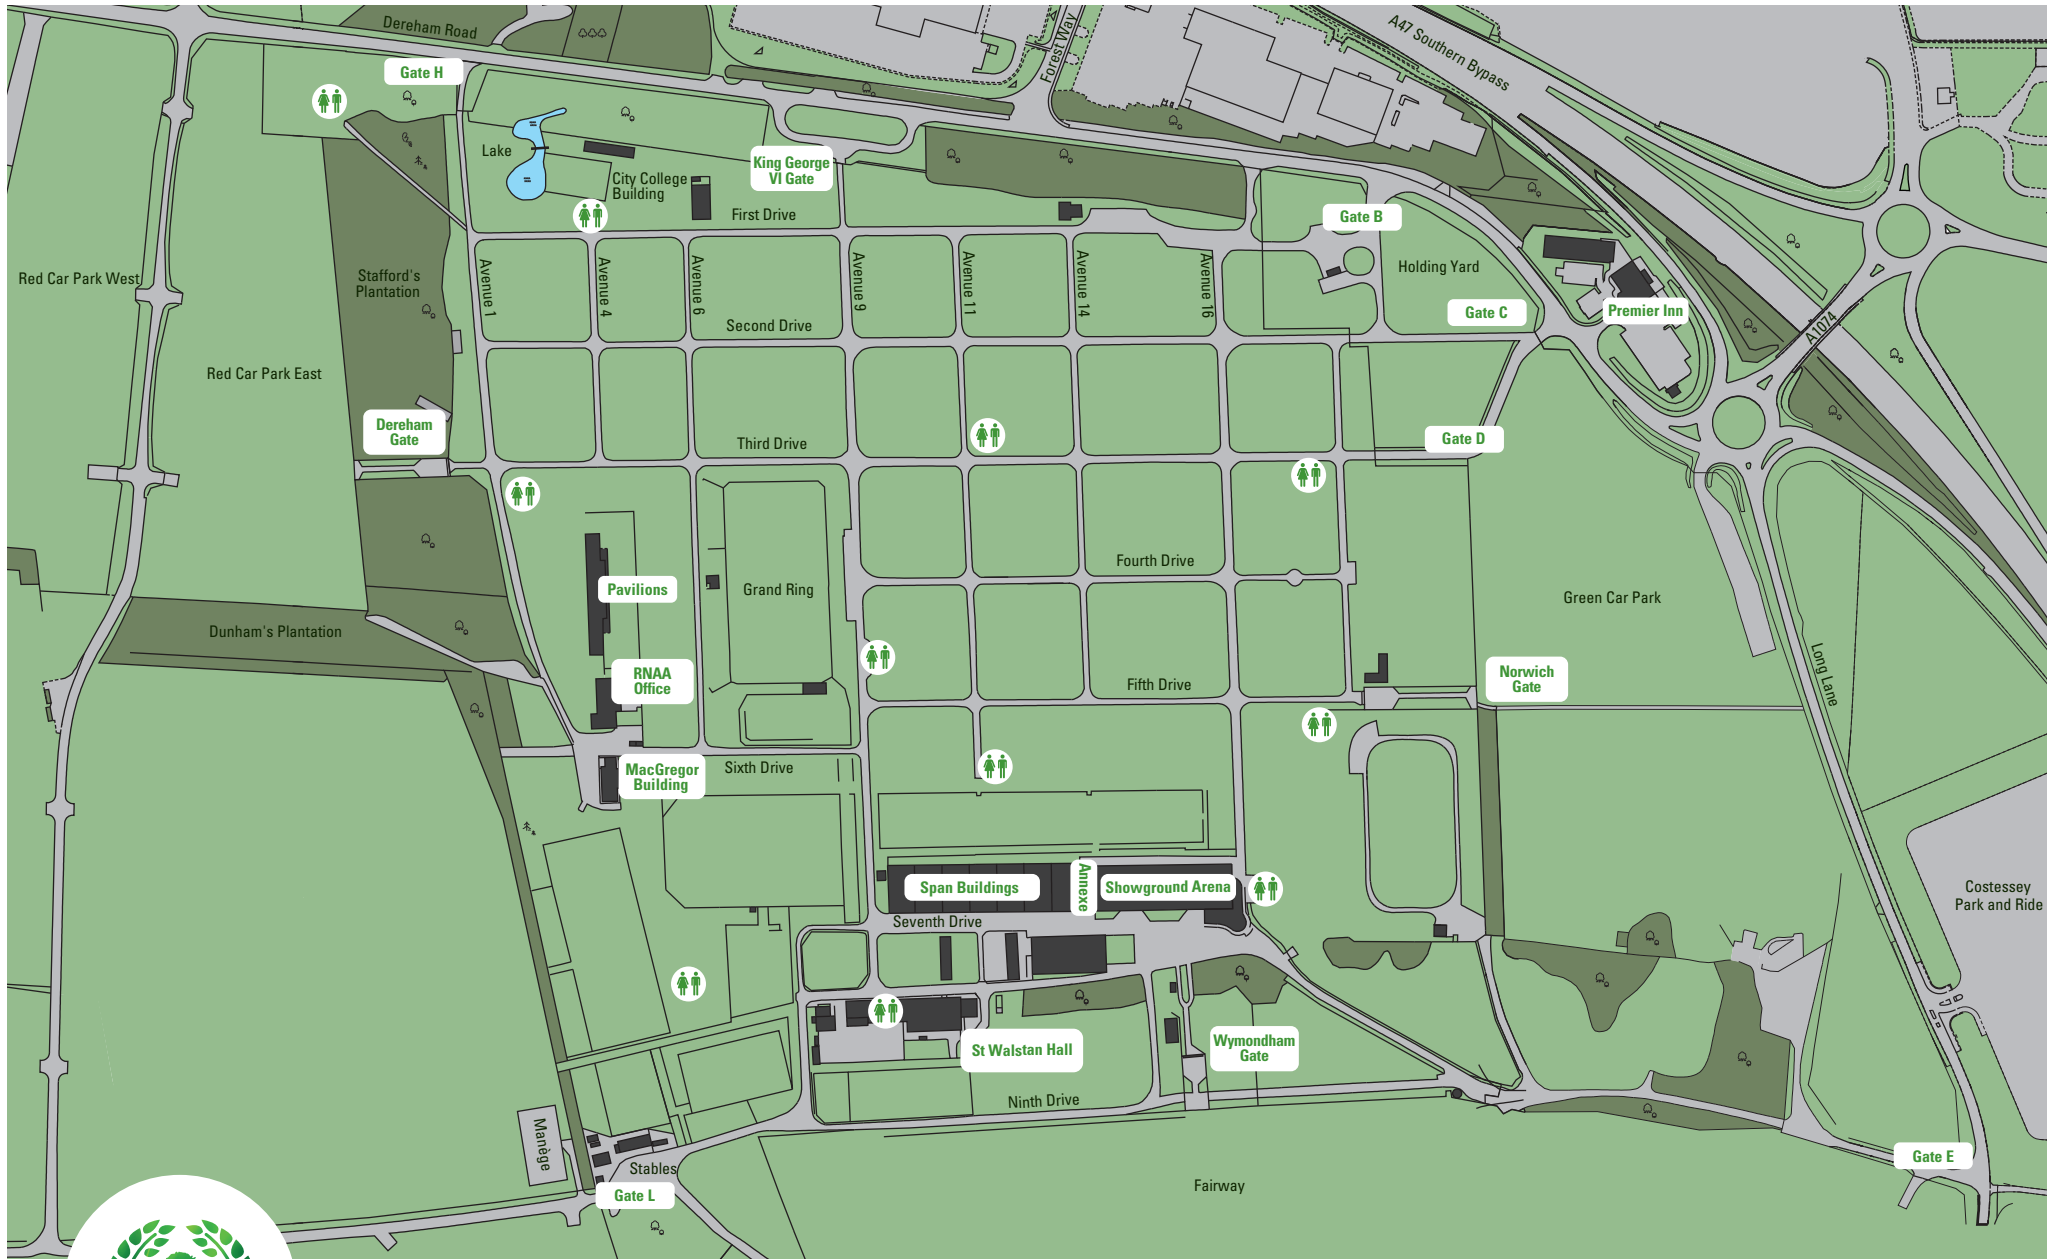 Dereham Road
Forest Way
A47 Southern Bypass
Gate H
Lake
City College
Building
King George
VI Gate
First Drive
Gate B
Holding Yard
Gate C
Premier Inn
A1074
Red Car Park West
Stafford's
Plantation
Avenue 1
Avenue 4
Avenue 6
Avenue 9
Avenue 11
Avenue 14
Avenue 16
Second Drive
Red Car Park East
Dereham
Gate
Third Drive
Gate D
Fourth Drive
Pavilions
Grand Ring
Green Car Park
Dunham's Plantation
RNAA
Office
Fifth Drive
Norwich
Gate
Long Lane
MacGregor
Building
Sixth Drive
Span Buildings
Annexe
Showground Arena
Costessey
Park and Ride
Seventh Drive
St Walstan Hall
Wymondham
Gate
Ninth Drive
Manège
Stables
Gate L
Fairway
Gate E